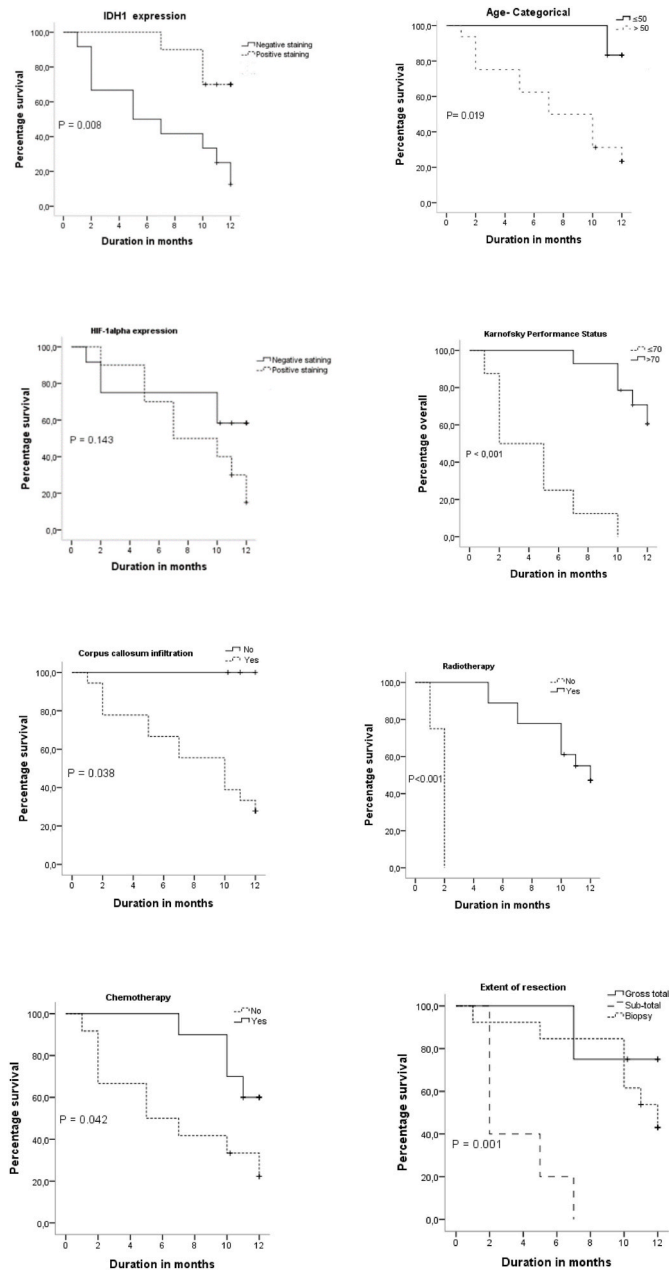 IDH1 expression
Negative staining
Positive staining
100,0
80,0
60,0
40,0
20,0
0,0
P = 0.008
Percentage survival
0 2 4 6 8 10 12
Duration in months
Age- Categorical
≤50
> 50
100,0
80,0
60,0
40,0
20,0
0,0
P= 0.019
Percentage survival
0 2 4 6 8 10 12
Duration in months
HIF-1alpha expression
Negative satining
Positive staining
100,0
80,0
60,0
40,0
20,0
0,0
P = 0.143
Percentage survival
0 2 4 6 8 10 12
Duration in months
Karnofsky Performance Status
≤70
>70
100,0
80,0
60,0
40,0
20,0
0,0
P < 0,001
Percentage overall
0 2 4 6 8 10 12
Duration in months
Corpus callosum infiltration
No
Yes
100,0
80,0
60,0
40,0
20,0
0,0
P = 0.038
Percentage survival
0 2 4 6 8 10 12
Duration in months
Radiotherapy
No
Yes
100,0
80,0
60,0
40,0
20,0
0,0
P<0.001
Percenatge survival
0 2 4 6 8 10 12
Duration in months
Chemotherapy
No
Yes
100,0
80,0
60,0
40,0
20,0
0,0
P = 0.042
Percentage survival
0 2 4 6 8 10 12
Duration in months
Extent of resection
Gross total
Sub-total
Biopsy
100,0
80,0
60,0
40,0
20,0
0,0
P = 0.001
Percentage survival
0 2 4 6 8 10 12
Duration in months